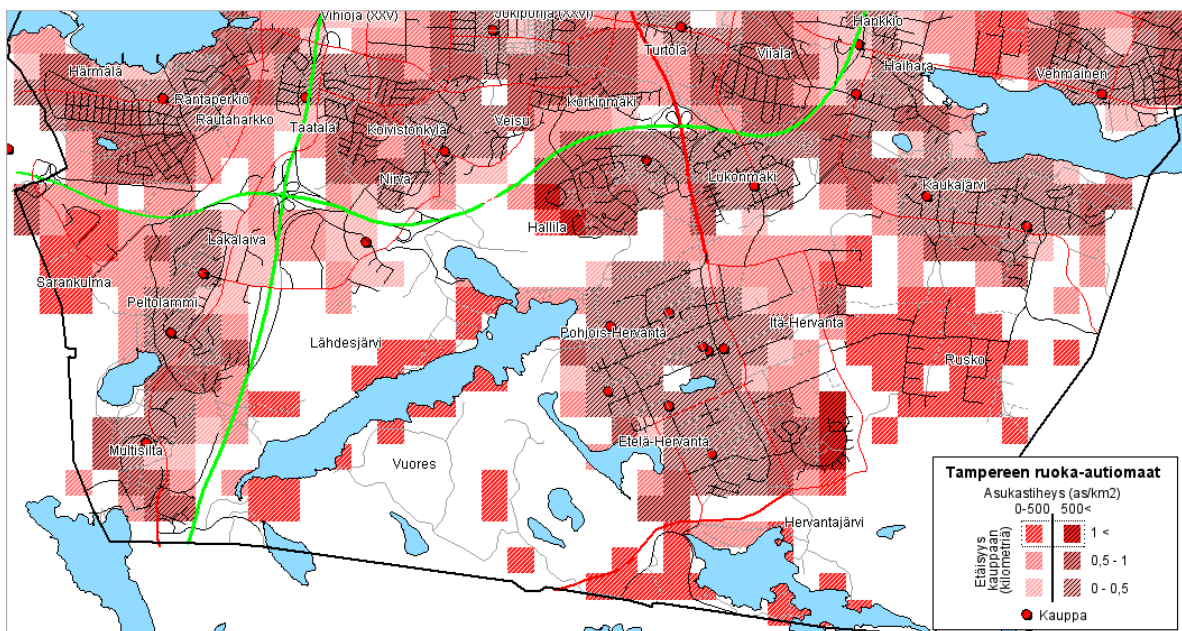 Vihioja (XXV)
Jokipohja (XXVI)
Hankkio
Turtola
Viiala
Haihara
Vehmainen
Härmälä
Rantaperkiö
Rautaharkko
Taatala
Koivistonkylä
Veisu
Korkinmäki
Nirva
Lukonmäki
Kaukajärvi
Hallila
Lakalaiva
Sarankulma
Peltolammi
Lähdesjärvi
Pohjois-Hervanta
Itä-Hervanta
Rusko
Multisilta
Etelä-Hervanta
Vuores
Hervantajärvi
Tampereen ruoka-autiomaat
Asukastiheys (as/km2)
0-500 500<
Etäisyys
kauppaan
(kilometriä)
1 <
0,5 - 1
0 - 0,5
Kauppa